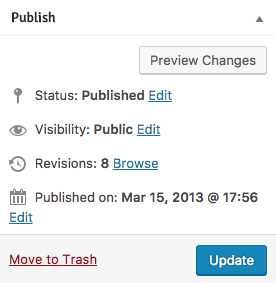 Publish
Preview Changes
Status: Published Edit
Visibility: Public Edit
Revisions: 8 Browse
Published on: Mar 15, 2013 @ 17:56
Edit
Move to Trash
Update